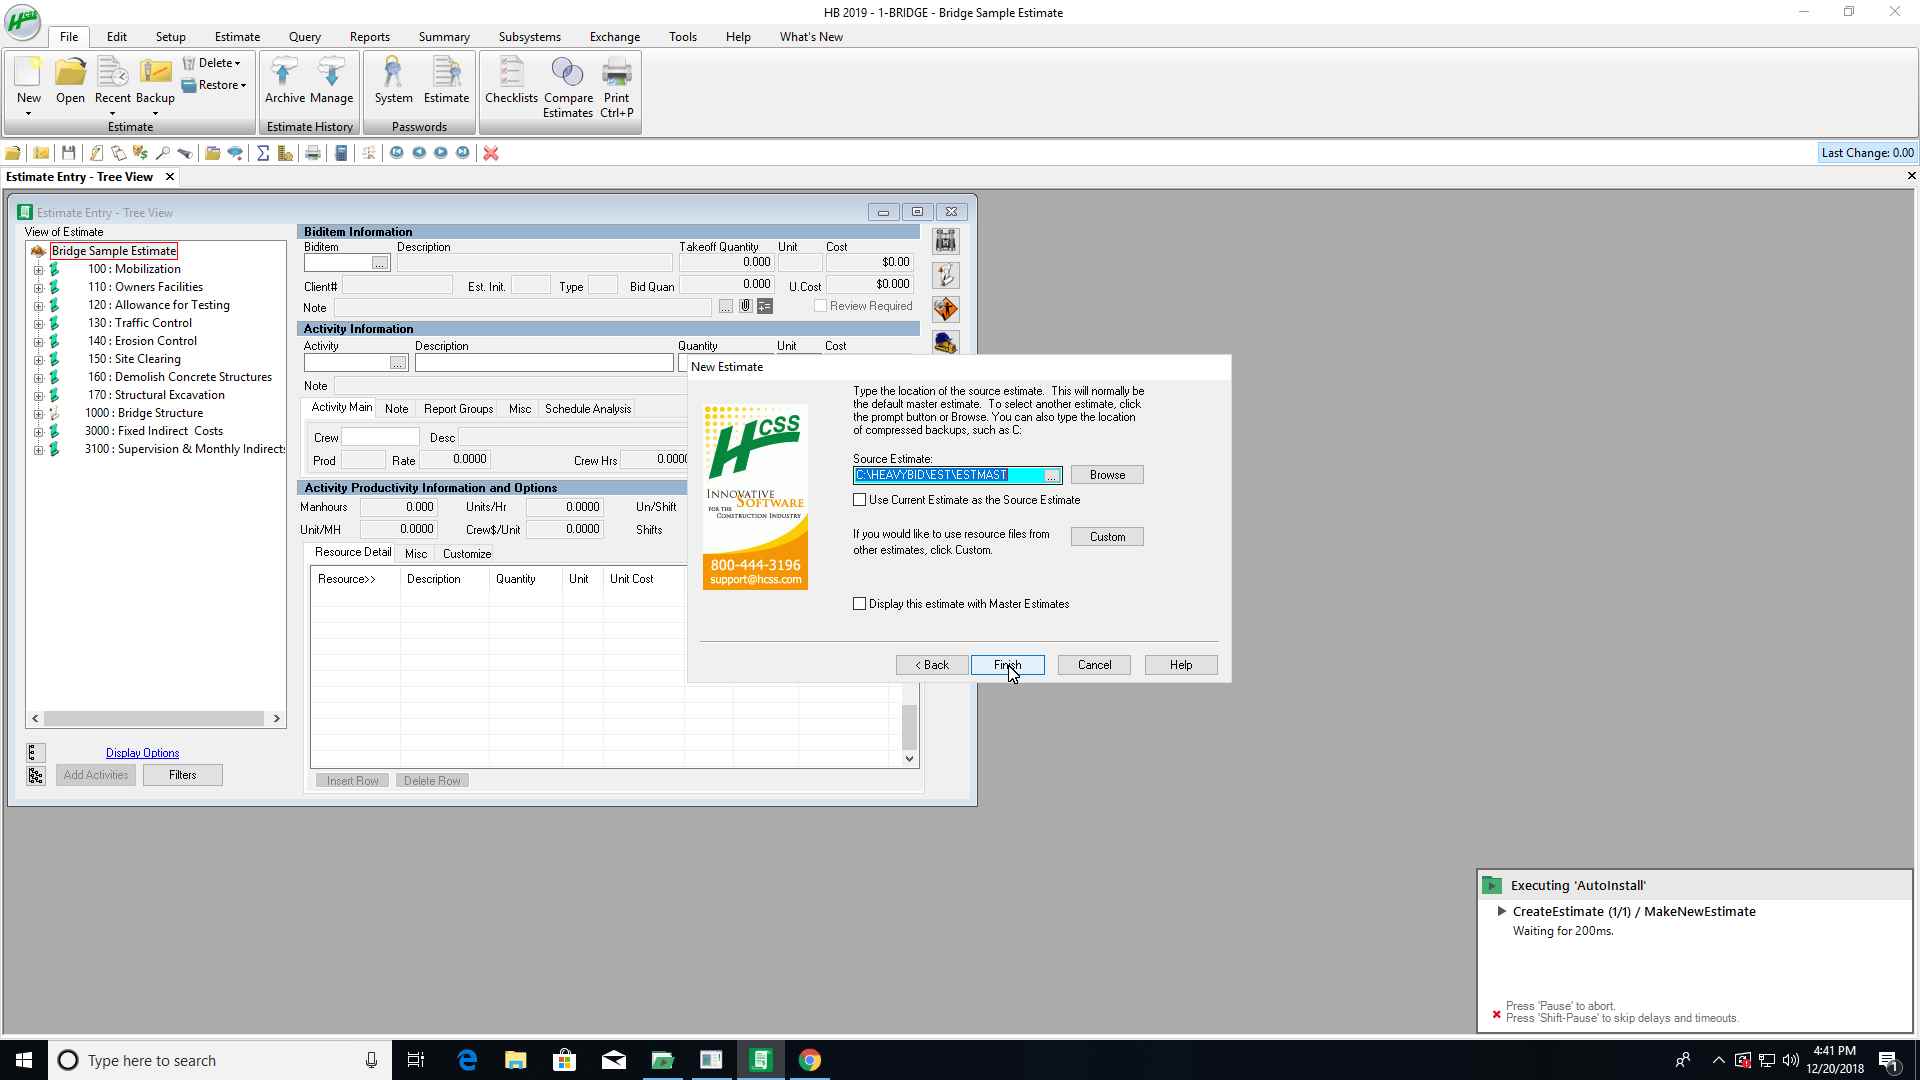 HB 2019 - 1-BRIDGE - Bridge Sample Estimate
HCSS
File Edit Setup Estimate Query Reports Summary Subsystems Exchange Tools Help What's New
New Open Recent Backup Delete Restore
Estimate
Archive Manage
Estimate History
System Estimate
Passwords
Checklists Compare Estimates Print Ctrl+P
Last Change: 0.00
Estimate Entry - Tree View
Estimate Entry - Tree View
View of Estimate
Bridge Sample Estimate
100 : Mobilization
110 : Owners Facilities
120 : Allowance for Testing
130 : Traffic Control
140 : Erosion Control
150 : Site Clearing
160 : Demolish Concrete Structures
170 : Structural Excavation
1000 : Bridge Structure
3000 : Fixed Indirect Costs
3100 : Supervision & Monthly Indirects
Display Options
Add Activities Filters
Biditem Information
Biditem Description Takeoff Quantity Unit Cost
... 0.000 $0.00
Client# Est. Init. Type Bid Quan 0.000 U.Cost $0.000
Note ... Review Required
Activity Information
Activity Description Quantity Unit Cost
...
Note
Activity Main Note Report Groups Misc Schedule Analysis
Crew Desc
Prod Rate 0.0000 Crew Hrs 0.000
Activity Productivity Information and Options
Manhours 0.000 Units/Hr 0.0000 Un/Shift
Unit/MH 0.0000 Crew$/Unit 0.0000 Shifts
Resource Detail Misc Customize
Resource>> Description Quantity Unit Unit Cost
Insert Row Delete Row
New Estimate
HCSS
INNOVATIVE
SOFTWARE
FOR THE
CONSTRUCTION INDUSTRY
800-444-3196
support@hcss.com
Type the location of the source estimate. This will normally be
the default master estimate. To select another estimate, click
the prompt button or Browse. You can also type the location
of compressed backups, such as C:
Source Estimate:
C:\HEAVYBID\EST\ESTMAST ... Browse
Use Current Estimate as the Source Estimate
If you would like to use resource files from
other estimates, click Custom.
Custom
Display this estimate with Master Estimates
< Back Finish Cancel Help
Executing 'AutoInstall'
CreateEstimate (1/1) / MakeNewEstimate
Waiting for 200ms.
Press 'Pause' to abort.
Press 'Shift-Pause' to skip delays and timeouts.
Type here to search
4:41 PM
12/20/2018
1